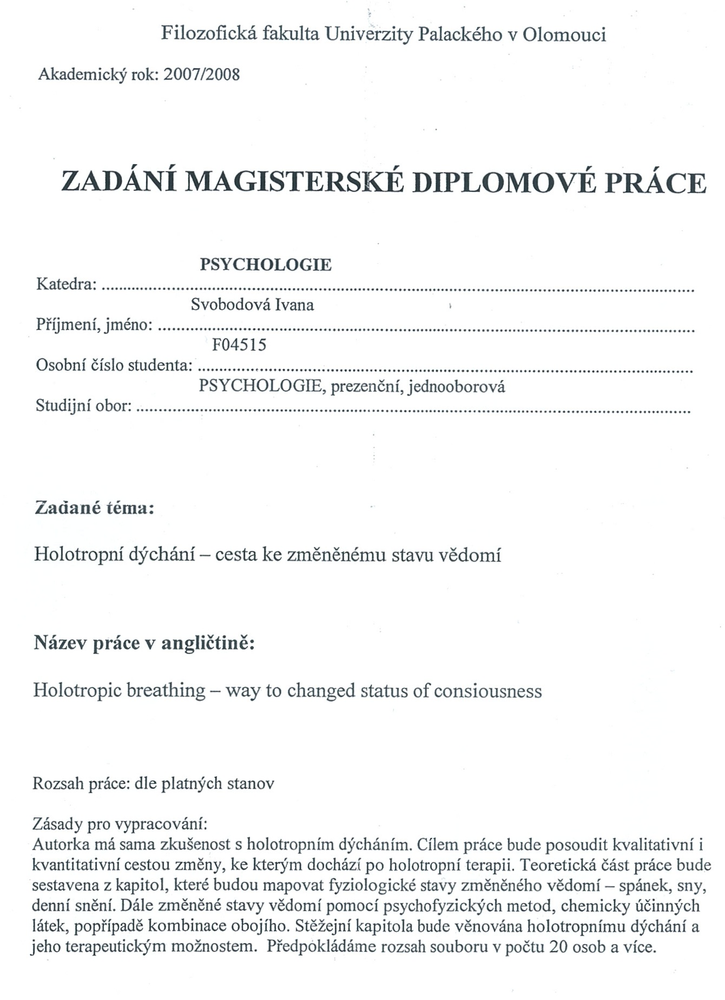 Filozofická fakulta Univerzity Palackého v Olomouci
Akademický rok: 2007/2008
ZADÁNÍ MAGISTERSKÉ DIPLOMOVÉ PRÁCE
PSYCHOLOGIE
Katedra: ................................................................................
Svobodová Ivana
Příjmení, jméno: ................................................................................
F04515
Osobní číslo studenta: ................................................................................
PSYCHOLOGIE, prezenční, jednooborová
Studijní obor: ................................................................................
Zadané téma:
Holotropní dýchání – cesta ke změněnému stavu vědomí
Název práce v angličtině:
Holotropic breathing – way to changed status of consiousness
Rozsah práce: dle platných stanov
Zásady pro vypracování:
Autorka má sama zkušenost s holotropním dýcháním. Cílem práce bude posoudit kvalitativní i
kvantitativní cestou změny, ke kterým dochází po holotropní terapii. Teoretická část práce bude
sestavena z kapitol, které budou mapovat fyziologické stavy změněného vědomí – spánek, sny,
denní snění. Dále změněné stavy vědomí pomocí psychofyzických metod, chemicky účinných
látek, popřípadě kombinace obojího. Stěžejní kapitola bude věnována holotropnímu dýchání a
jeho terapeutickým možnostem. Předpokládáme rozsah souboru v počtu 20 osob a více.